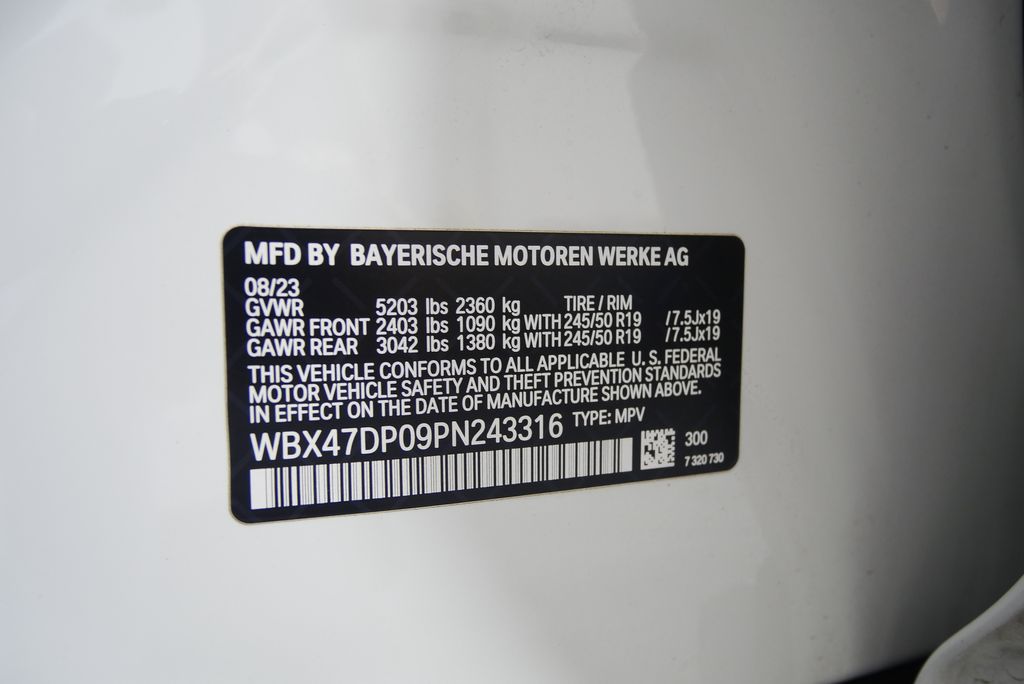 MFD BY BAYERISCHE MOTOREN WERKE AG
08/23
GVWR 5203 lbs 2360 kg TIRE / RIM
GAWR FRONT 2403 lbs 1090 kg WITH 245/50 R19 /7.5Jx19
GAWR REAR 3042 lbs 1380 kg WITH 245/50 R19 /7.5Jx19
THIS VEHICLE CONFORMS TO ALL APPLICABLE U.S. FEDERAL
MOTOR VEHICLE SAFETY AND THEFT PREVENTION STANDARDS
IN EFFECT ON THE DATE OF MANUFACTURE SHOWN ABOVE.
WBX47DP09PN243316 TYPE: MPV
300
7 320 730